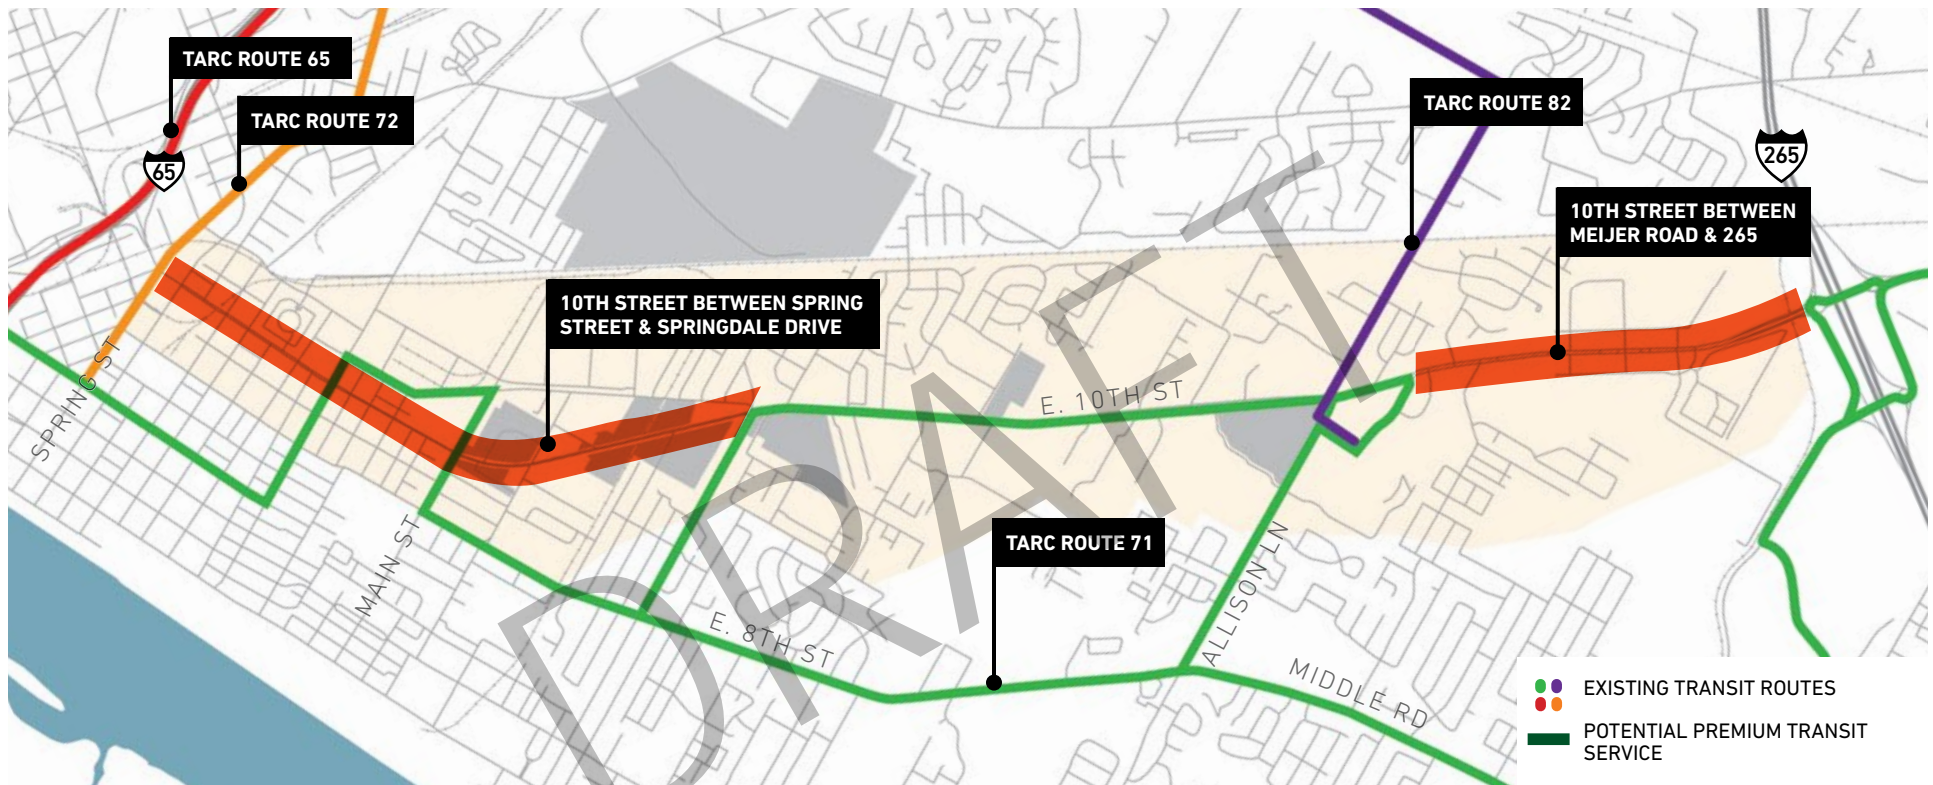 TARC ROUTE 65
TARC ROUTE 72
65
TARC ROUTE 82
265
10TH STREET BETWEEN
MEIJER ROAD & 265
10TH STREET BETWEEN SPRING
STREET & SPRINGDALE DRIVE
SPRING ST
E. 10TH ST
MAIN ST
TARC ROUTE 71
E. 8TH ST
ALLISON LN
MIDDLE RD
DRAFT
EXISTING TRANSIT ROUTES
POTENTIAL PREMIUM TRANSIT
SERVICE